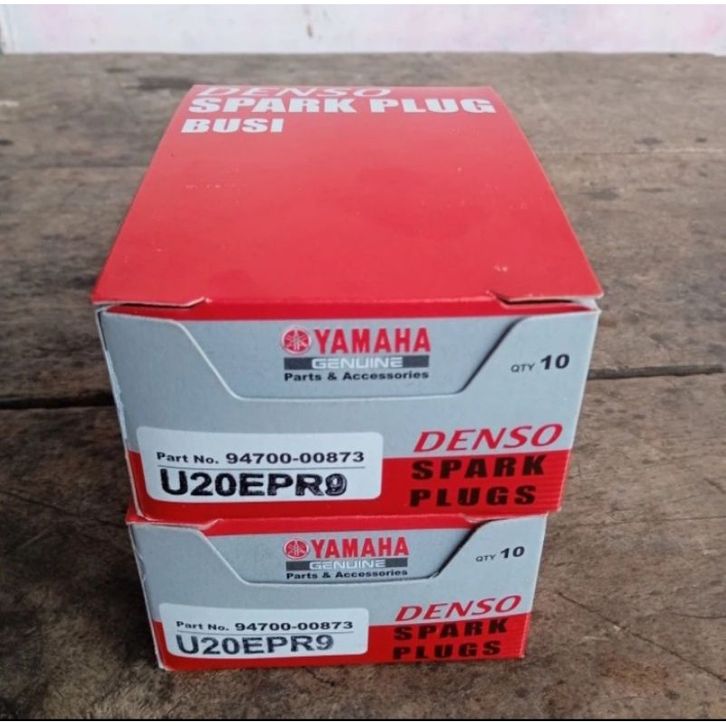 DENSO
SPARK PLUG
BUSI
YAMAHA
GENUINE
Parts & Accessories
QTY 10
Part No. 94700-00873
U20EPR9
DENSO
SPARK
PLUGS
YAMAHA
GENUINE
Parts & Accessories
QTY 10
Part No. 94700-00873
U20EPR9
DENSO
SPARK
PLUGS